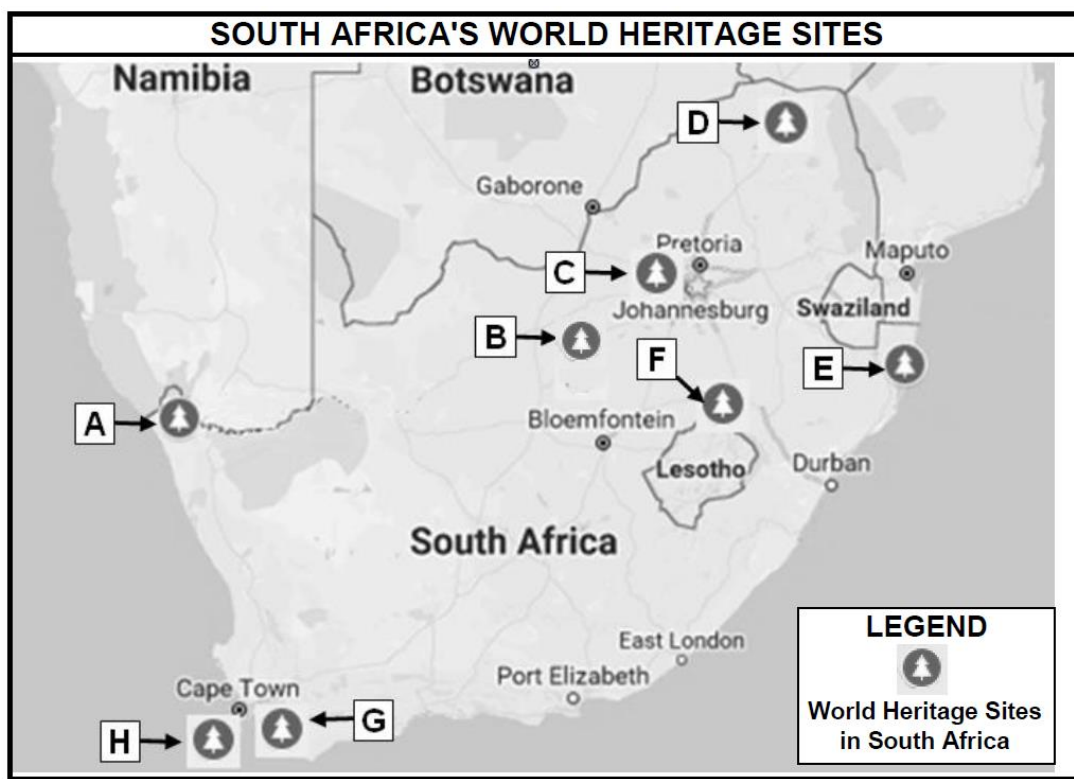 SOUTH AFRICA'S WORLD HERITAGE SITES
Namibia
Botswana
D
Gaborone
Pretoria
C
Maputo
Johannesburg
Swaziland
B
F
E
A
Bloemfontein
Lesotho
Durban
South Africa
LEGEND
East London
Port Elizabeth
Cape Town
World Heritage Sites
in South Africa
G
H